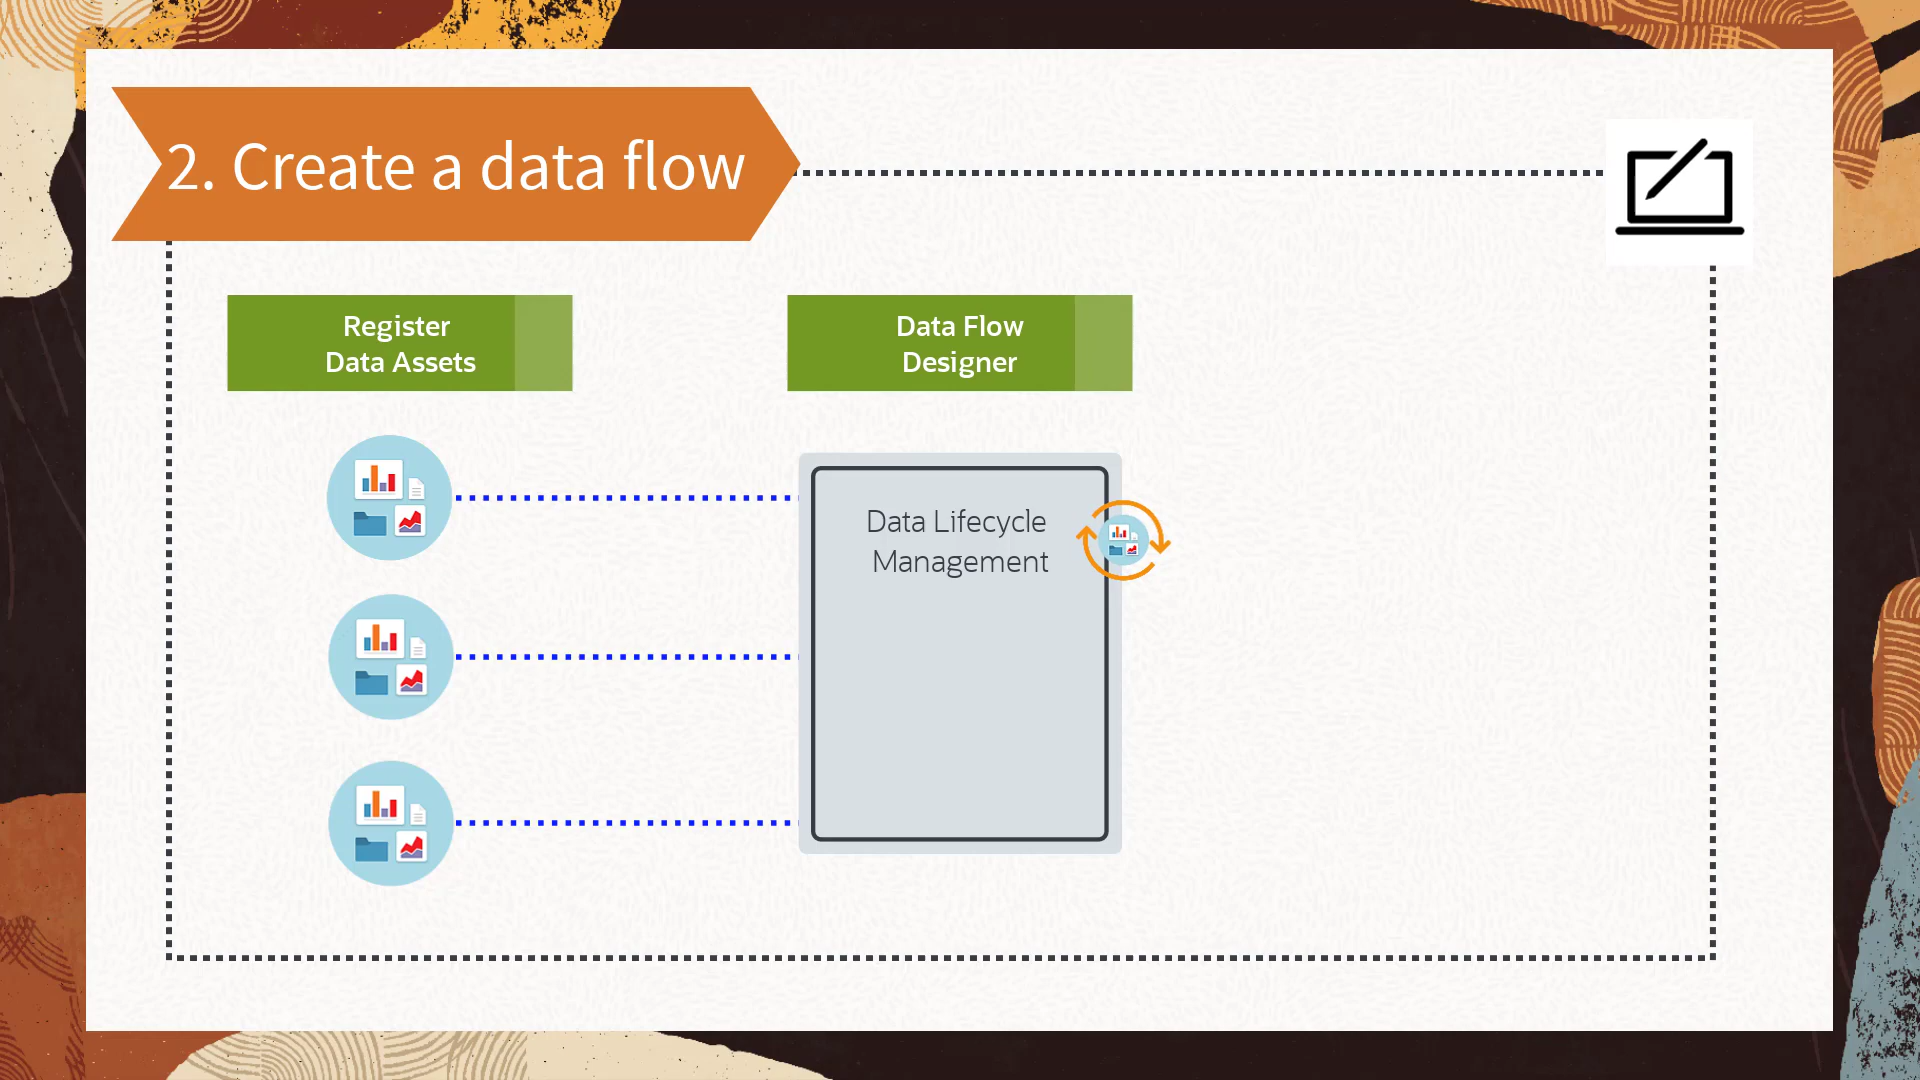 2. Create a data flow
Register
Data Assets
Data Flow
Designer
Data Lifecycle
Management